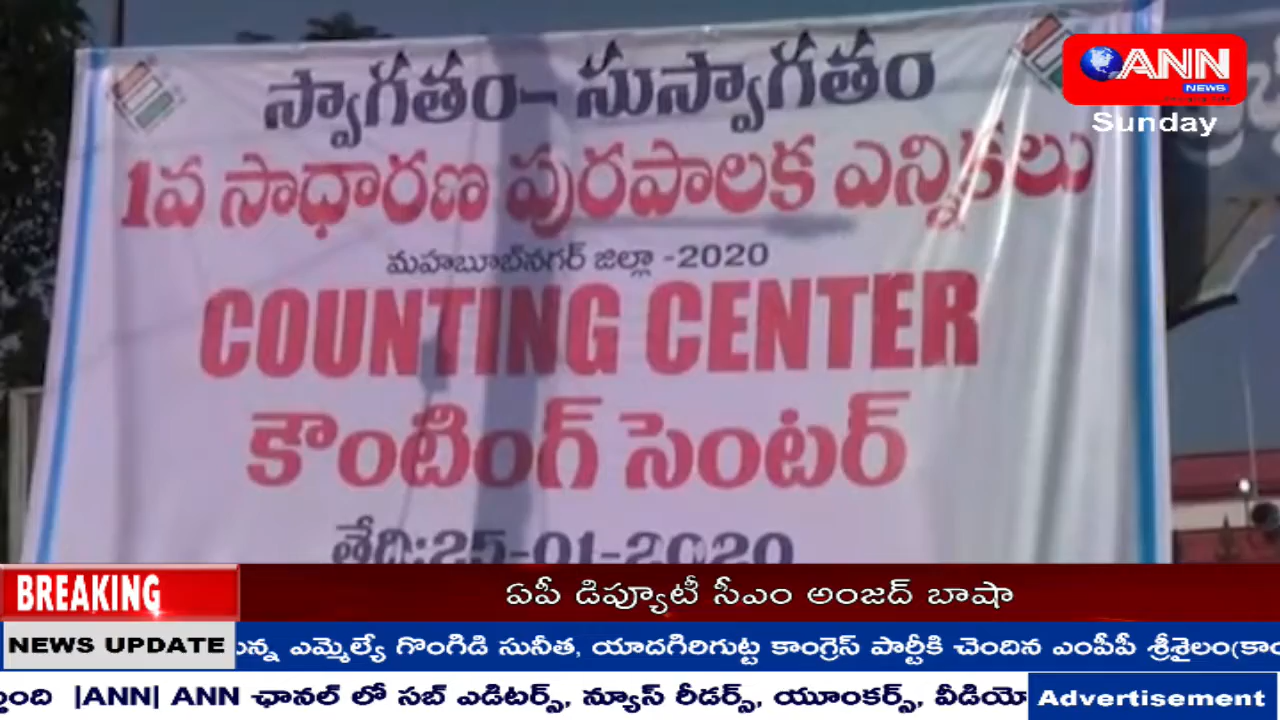 స్వాగతం- సుస్వాగతం
ANN
NEWS
Sunday
1వ సాధారణ పురపాలక ఎన్నికలు
మహబూబ్‌నగర్ జిల్లా -2020
COUNTING CENTER
కౌంటింగ్ సెంటర్
తేది:25-01-2020
BREAKING
ఏపీ డిప్యూటీ సీఎం అంజద్ బాషా
NEWS UPDATE
న్న ఎమ్మెల్యే గొంగిడి సునీత, యాదగిరిగుట్ట కాంగ్రెస్ పార్టీకి చెందిన ఎంపీపీ శ్రీశైలం(కాం
|ANN| ANN ఛానల్ లో సబ్ ఎడిటర్స్, న్యూస్ రీడర్స్, యాంకర్స్, వీడియో
Advertisement